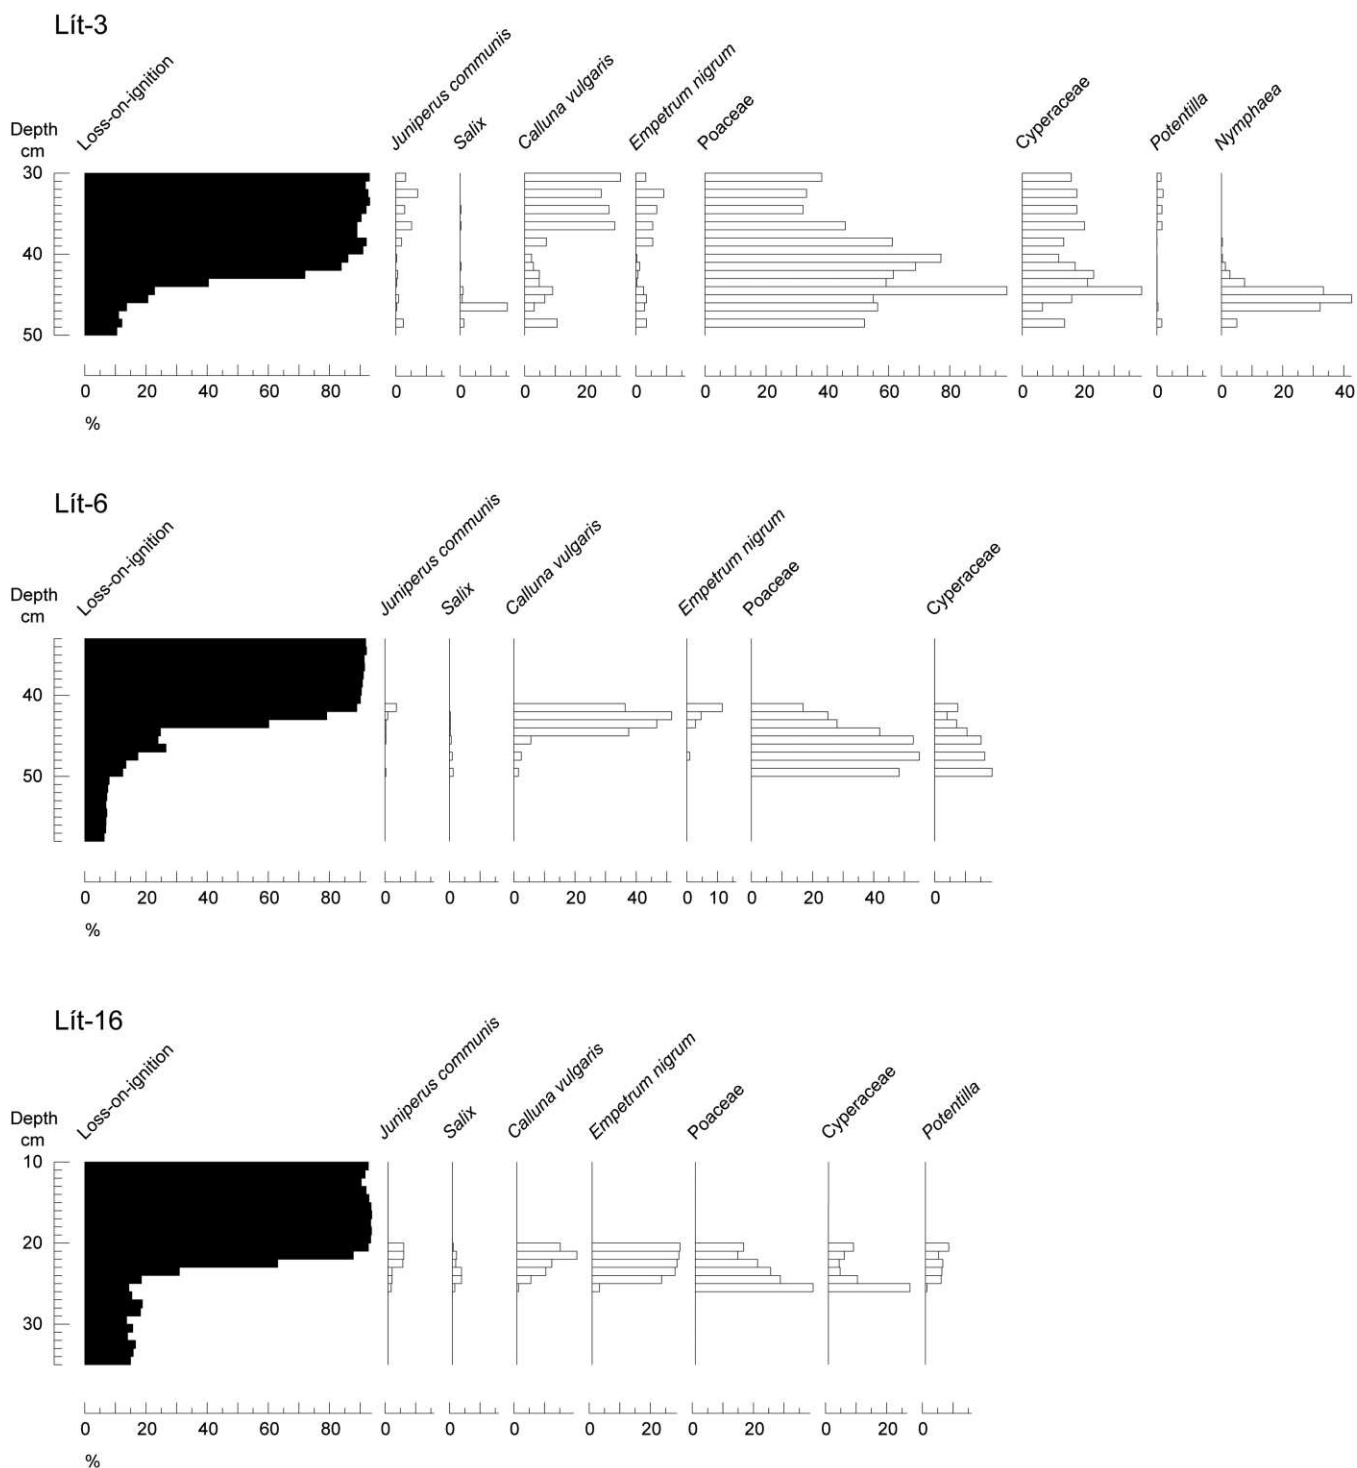 Lít-3
Loss-on-ignition
Juniperus communis
Salix
Calluna vulgaris
Empetrum nigrum
Poaceae
Cyperaceae
Potentilla
Nymphaea
Depth
cm
30
40
50
0 20 40 60 80 0 0 0 20 0 0 20 40 60 80 0 20 0 0 20 40
%
Lít-6
Loss-on-ignition
Juniperus communis
Salix
Calluna vulgaris
Empetrum nigrum
Poaceae
Cyperaceae
Depth
cm
40
50
0 20 40 60 80 0 0 0 20 40 0 10 0 20 40 0
%
Lít-16
Loss-on-ignition
Juniperus communis
Salix
Calluna vulgaris
Empetrum nigrum
Poaceae
Cyperaceae
Potentilla
Depth
cm
10
20
30
0 20 40 60 80 0 0 0 0 20 0 20 0 20 0
%